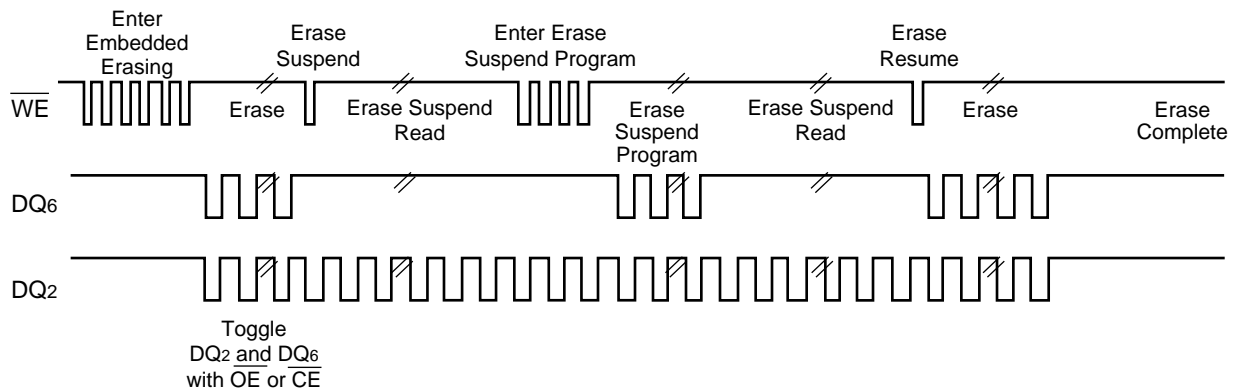 Enter
Embedded
Erasing
Erase
Suspend
Enter Erase
Suspend Program
Erase
Resume
WE
Erase
Erase Suspend
Read
Erase
Suspend
Program
Erase Suspend
Read
Erase
Erase
Complete
DQ6
DQ2
Toggle
DQ2 and DQ6
with OE or CE